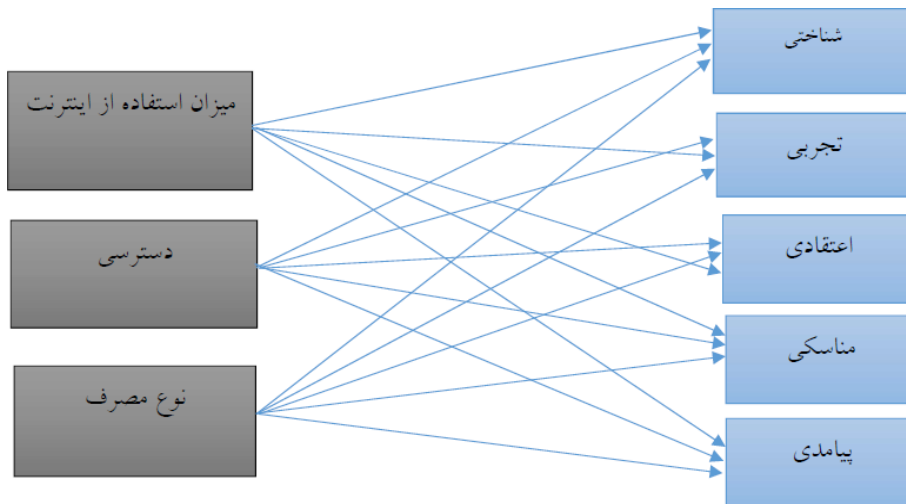 شناختی
میزان استفاده از اینترنت
تجربی
دسترسی
اعتقادی
مناسکی
نوع مصرف
پیامدی